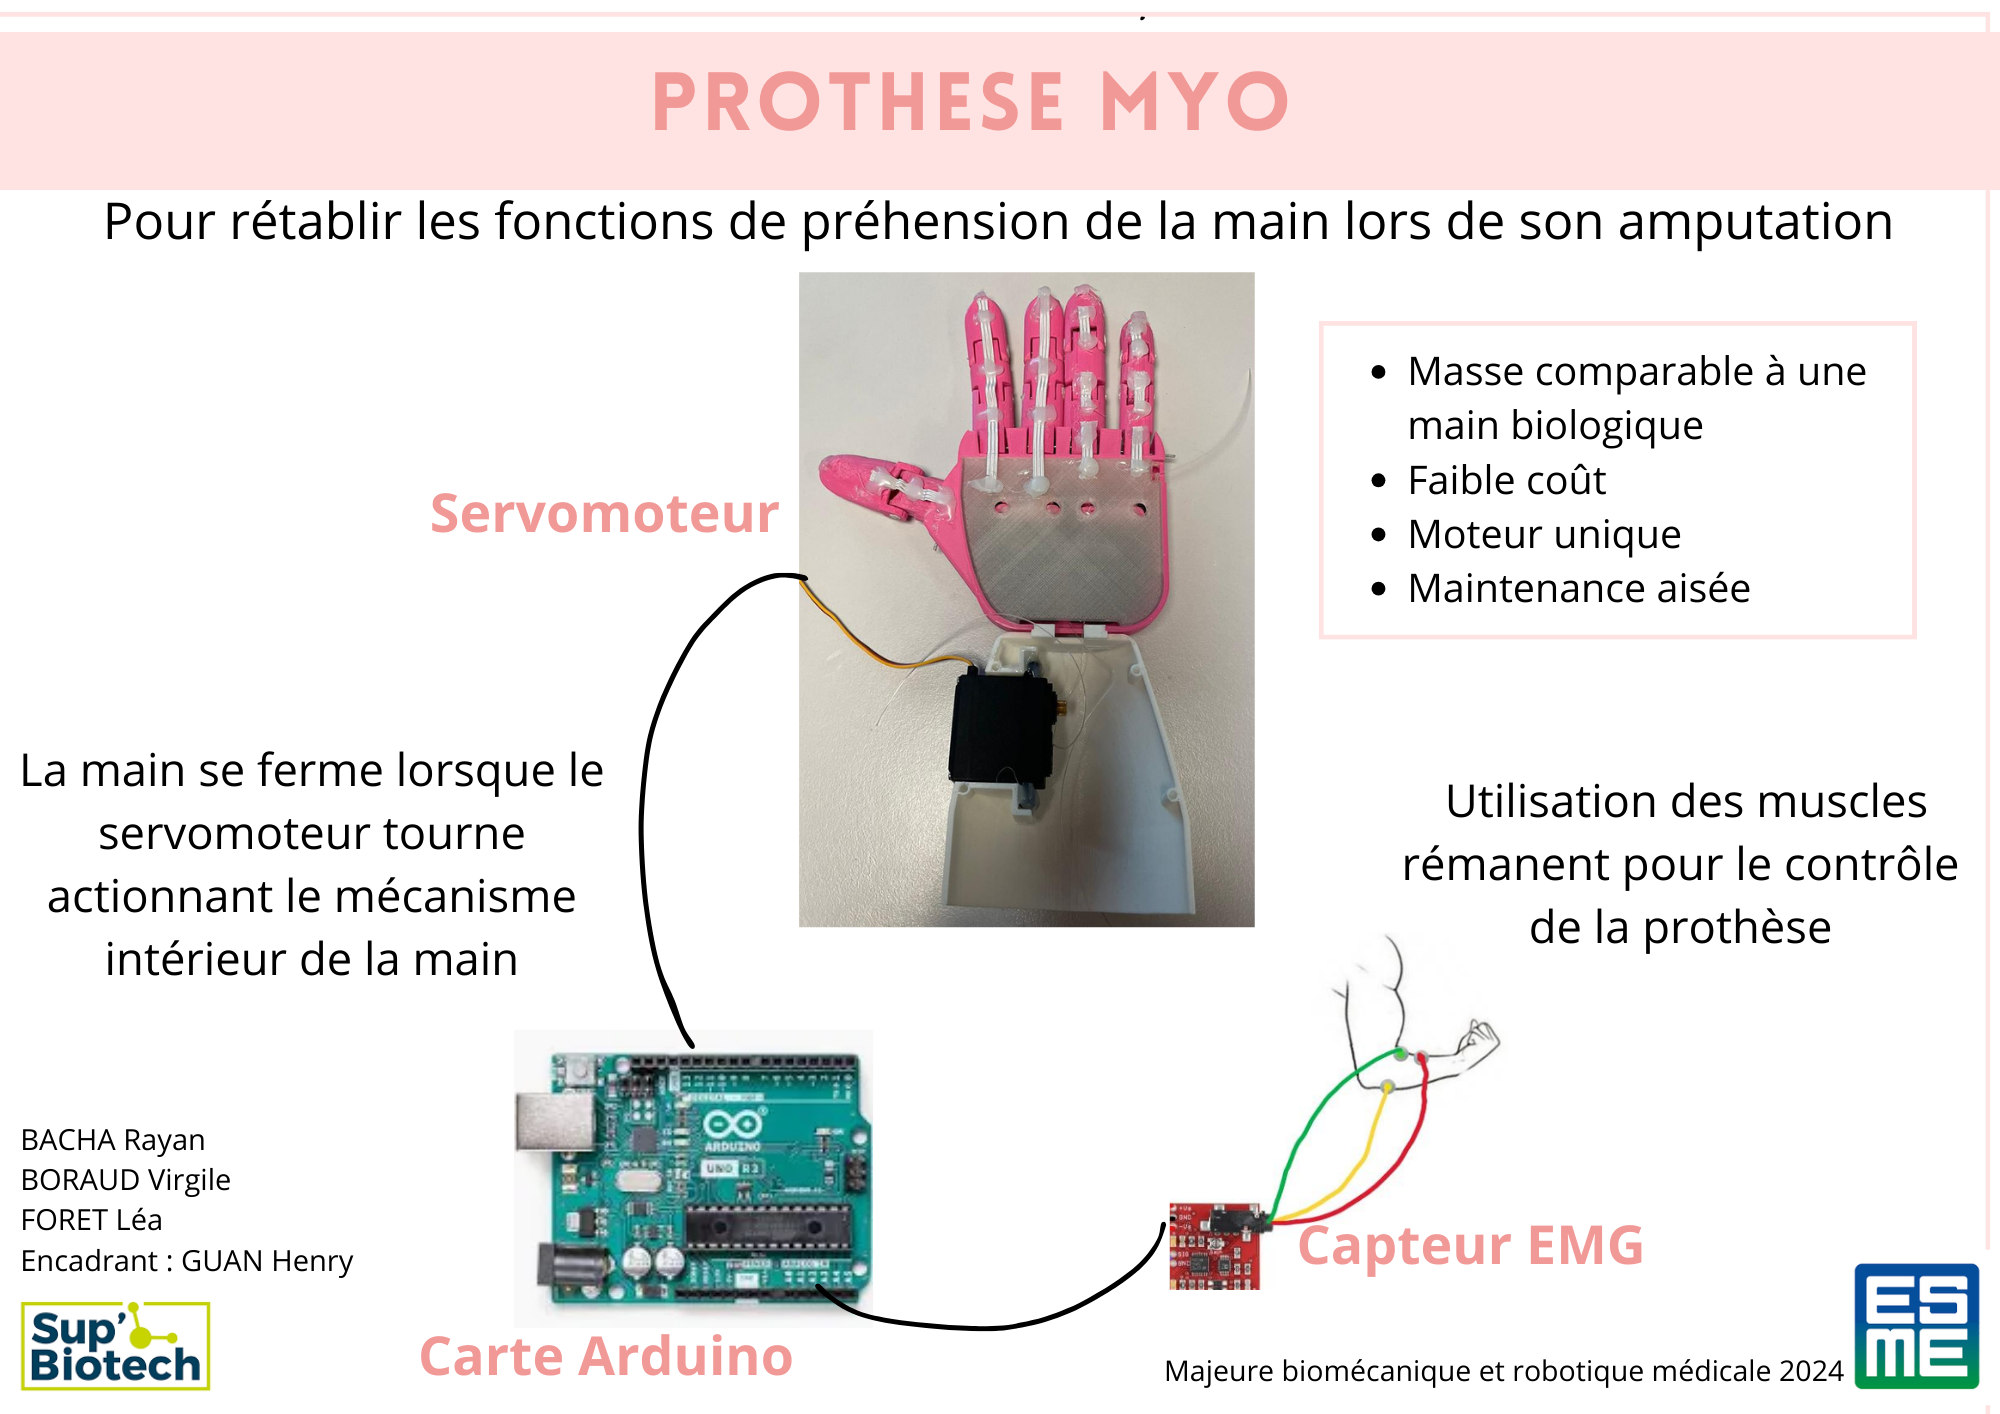 PROTHESE MYO
Pour rétablir les fonctions de préhension de la main lors de son amputation
• Masse comparable à une
main biologique
• Faible coût
• Moteur unique
• Maintenance aisée
Servomoteur
La main se ferme lorsque le
servomoteur tourne
actionnant le mécanisme
intérieur de la main
Utilisation des muscles
rémanent pour le contrôle
de la prothèse
ARDUINO
UNO R3
Capteur EMG
Carte Arduino
BACHA Rayan
BORAUD Virgile
FORET Léa
Encadrant : GUAN Henry
Sup'
Biotech
Majeure biomécanique et robotique médicale 2024
ES
ME